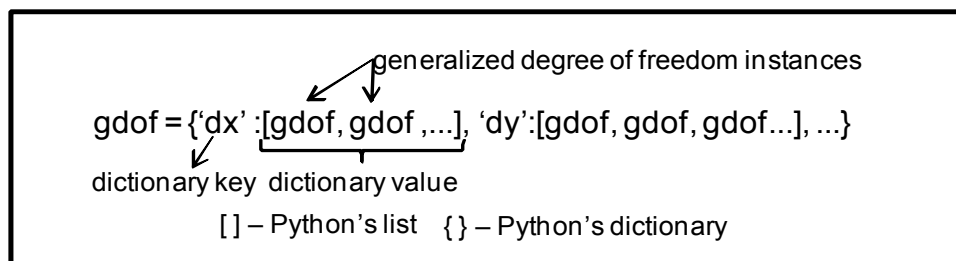 generalized degree of freedom instances
gdof = {‘dx’ :[gdof, gdof ,...], ‘dy’:[gdof, gdof, gdof...], ...}
dictionary key dictionary value
[ ] – Python’s list { } – Python’s dictionary